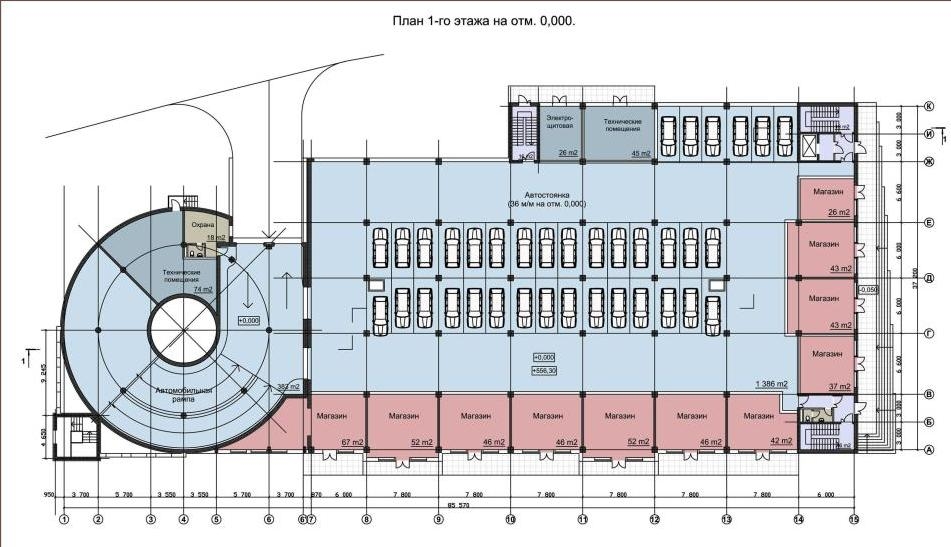 План 1-го этажа на отм. 0,000.
Электро-
щитовая
26 m2
Технические
помещения
45 m2
К
И
Ж
Е
Д
Г
В
Б
А
3 000
3 000
6 600
6 000
6 000
6 600
3 000
3 000
37 200
1
Автостоянка
(36 м/м на отм. 0,000)
Магазин
26 m2
Магазин
43 m2
Магазин
43 m2
Магазин
37 m2
-0,050
Охрана
18 m2
Технические
помещения
74 m2
+0,000
Автомобильная
рампа
382 m2
+0,000
+556,30
1 386 m2
1
9 245
4 650
Магазин
67 m2
Магазин
52 m2
Магазин
46 m2
Магазин
46 m2
Магазин
52 m2
Магазин
46 m2
Магазин
42 m2
950
3 700
5 700
3 550
3 550
5 700
3 700
870
6 000
7 800
7 800
7 800
7 800
7 800
7 800
6 000
85 570
1
2
3
4
5
6
7
8
9
10
11
12
13
14
15